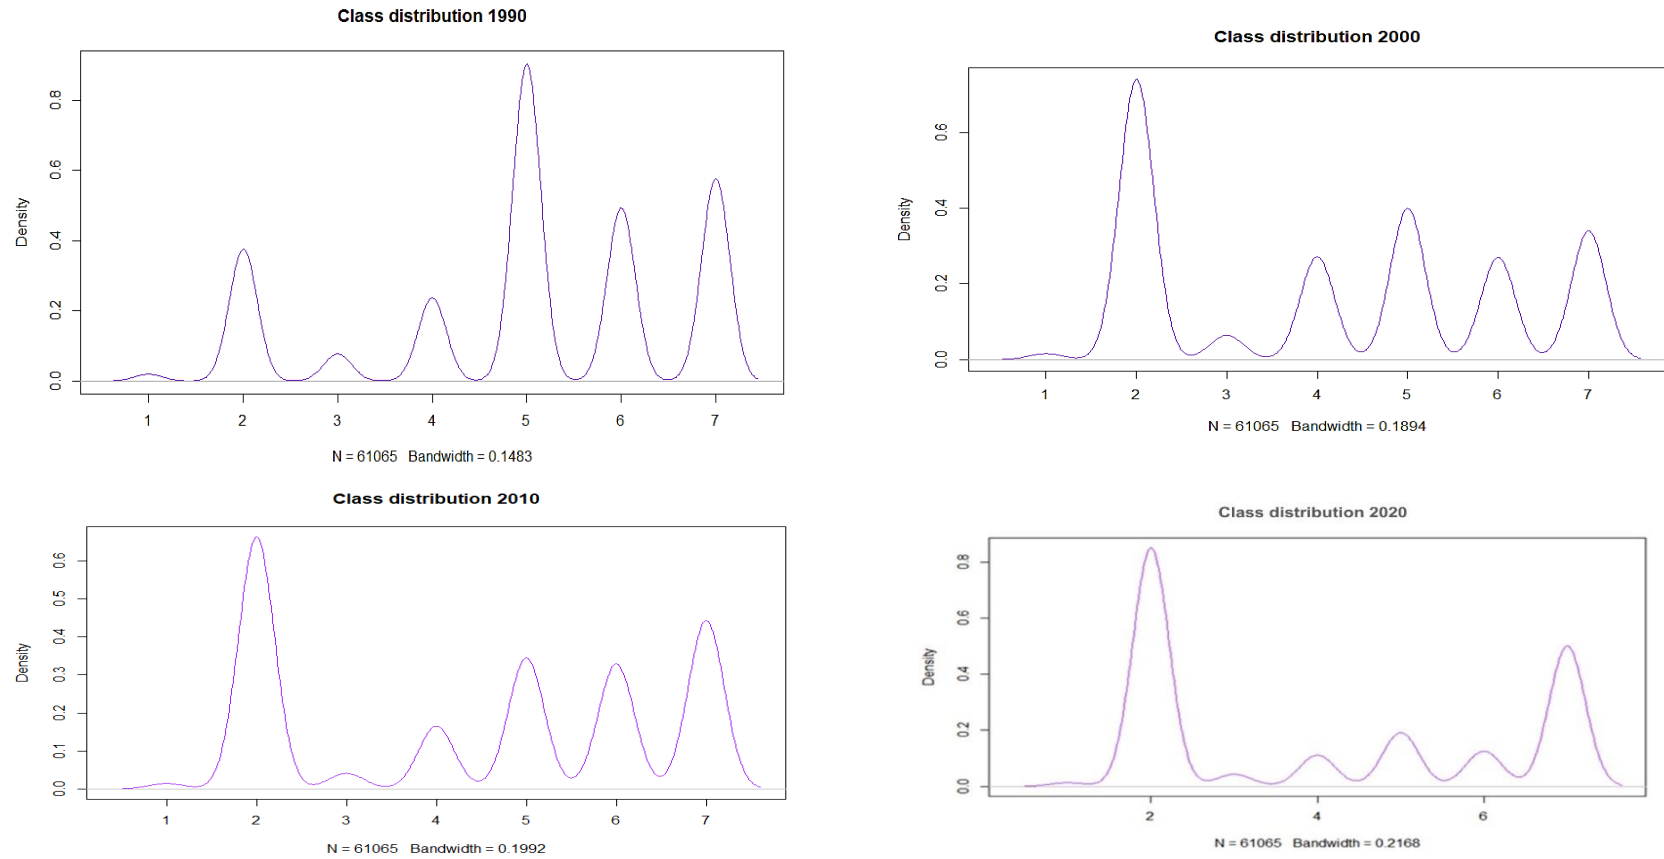 Class distribution 1990
Density
0.8
0.6
0.4
0.2
0.0
1 2 3 4 5 6 7
N = 61065 Bandwidth = 0.1483
Class distribution 2000
Density
0.6
0.4
0.2
0.0
1 2 3 4 5 6 7
N = 61065 Bandwidth = 0.1894
Class distribution 2010
Density
0.6
0.5
0.4
0.3
0.2
0.1
0.0
1 2 3 4 5 6 7
N = 61065 Bandwidth = 0.1992
Class distribution 2020
Density
0.8
0.6
0.4
0.2
0.0
2 4 6
N = 61065 Bandwidth = 0.2168